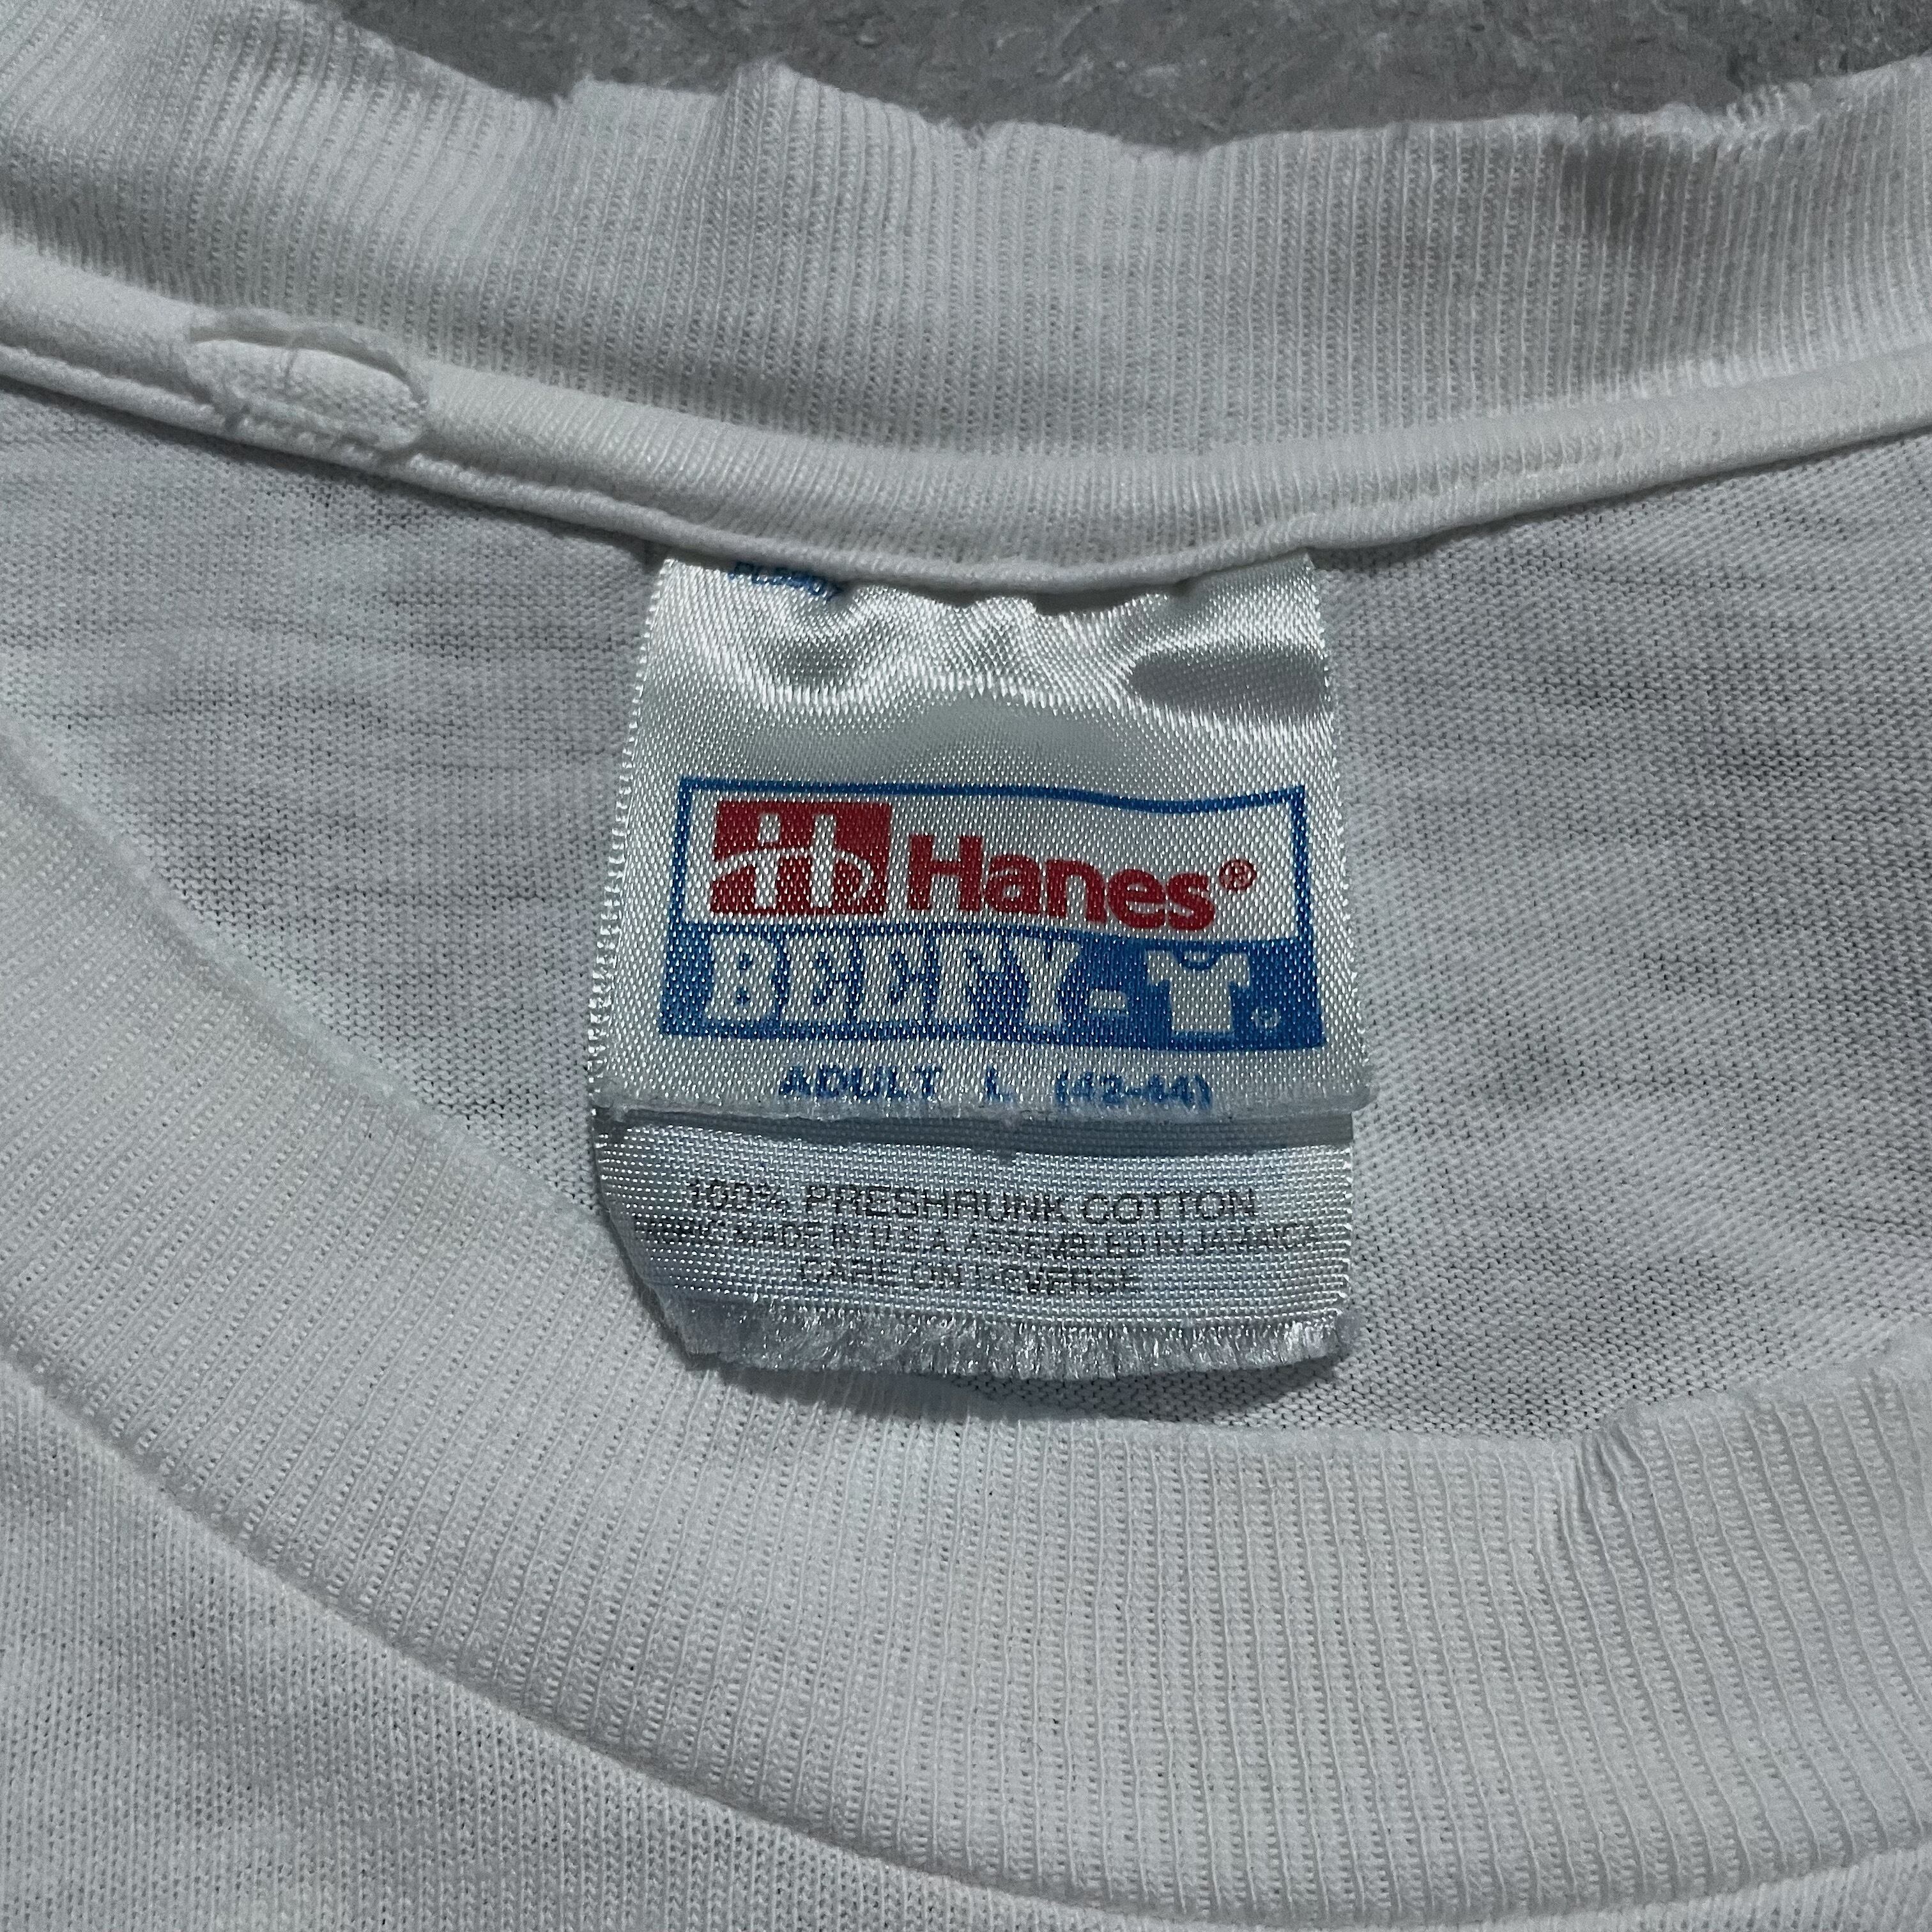 Hanes®
BEEFY-T®
ADULT L (42-44)
100% PRESHRUNK COTTON
MADE IN U.S.A. ASSEMBLED IN JAMAICA
CARE ON REVERSE